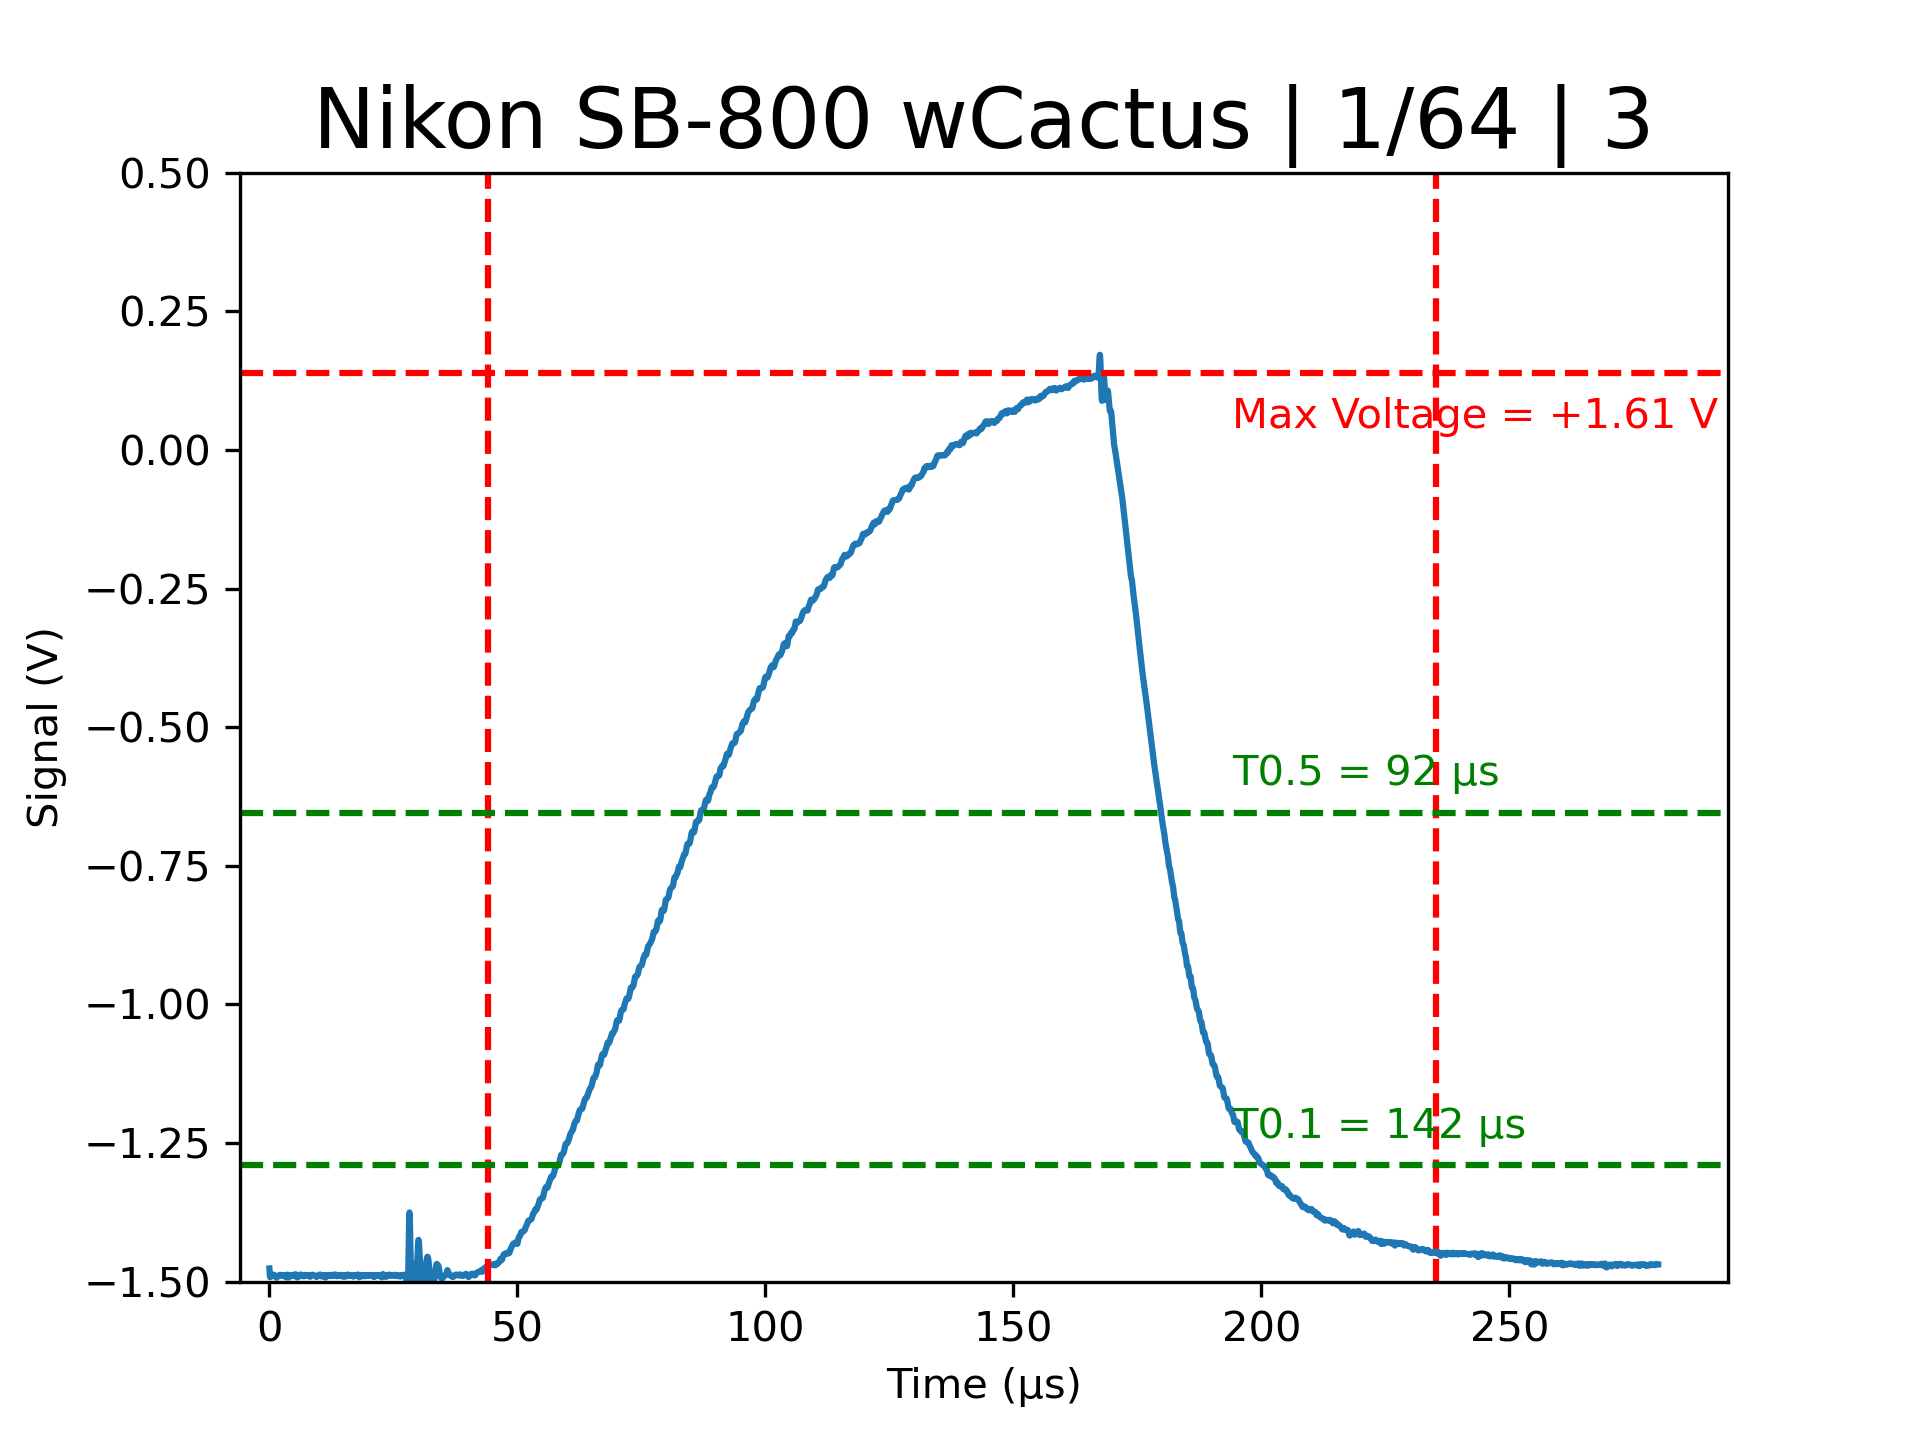 Nikon SB-800 wCactus | 1/64 | 3
0.50
0.25
Max Voltage = +1.61 V
0.00
−0.25
−0.50
Signal (V)
T0.5 = 92 µs
−0.75
−1.00
T0.1 = 142 µs
−1.25
−1.50
0 50 100 150 200 250
Time (µs)